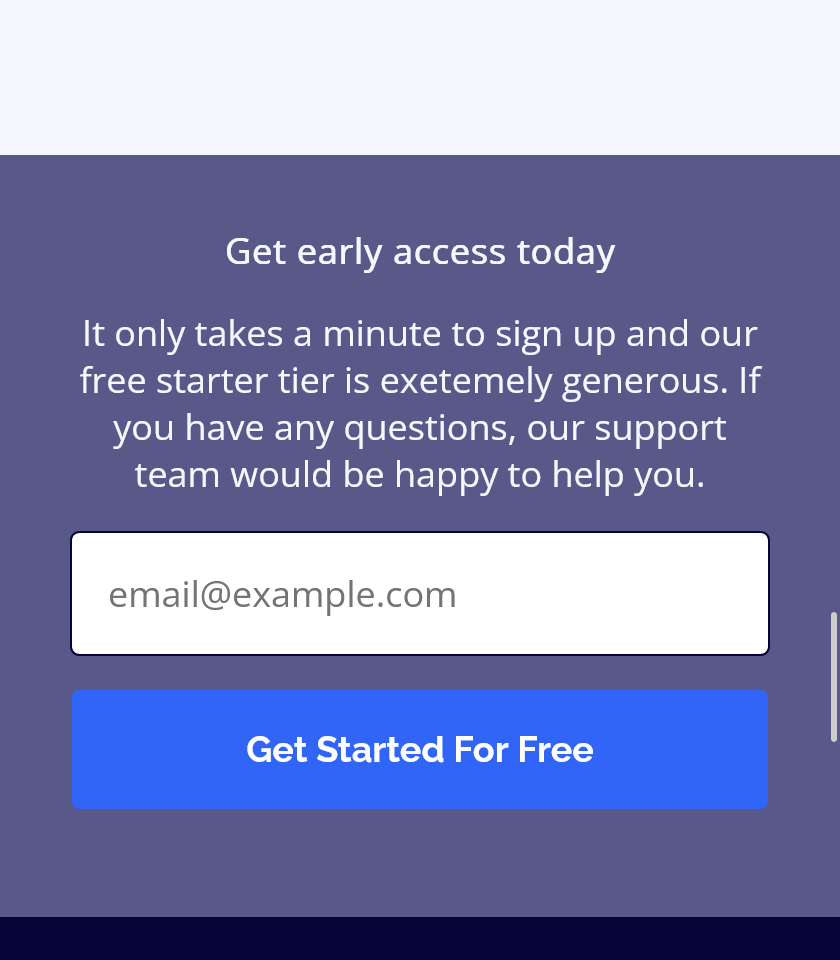 Get early access today
It only takes a minute to sign up and our
free starter tier is exetemely generous. If
you have any questions, our support
team would be happy to help you.
email@example.com
Get Started For Free